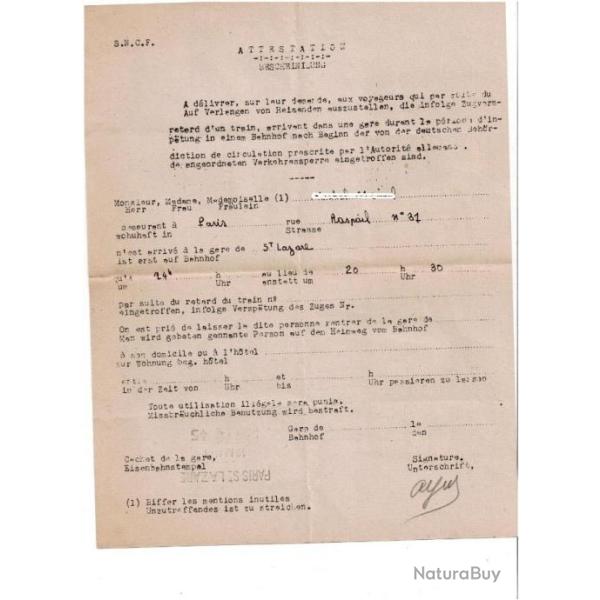 S.N.C.F.
ATTESTATION
-:-:-:-:-:-:-
BESCHEINIGUNG
A délivrer, sur leur demande, aux voyageurs qui par suite du
Auf Verlangen von Reisenden auszustellen, die infolge Zugver-
retard d'un train, arrivent dans une gare durant la période d'in-
pätung in einem Bahnhof nach Beginn der von der deutschen Behör-
diction de circulation prescrite par l'Autorité allemande.
de angeordneten Verkehrssperre eingetroffen sind.
-----
Monsieur, Madame, Mademoiselle (1)
Herr Frau Fräulein
demeurant à Paris rue Raspail N° 31
wohnhaft in Strasse
n'est arrivé à la gare de St Lazare
ist erst auf Bahnhof
qu'à 24h h au lieu de 20 h 30
um Uhr anstatt um Uhr
par suite du retard du train n°
eingetroffen, infolge Verspätung des Zuges Nr.
On est prié de laisser la dite personne rentrer de la gare de
Man wird gebeten genannte Person auf den Heimweg vom Bahnhof
à son domicile ou à l'hôtel
zur Wohnung bzg. hôtel
entre h et h
in der Zeit von Uhr bis Uhr passieren zu lassen
Toute utilisation illégale sera punie.
Missbräuchliche Benutzung wird bestraft.
Gare de le
Bahnhof den
Cachet de la gare, Signature.
Eisenbahnstempel Unterschrift,
PARIS ST LAZARE
(1) Biffer les mentions inutiles
Unzutreffendes ist zu streichen.
NaturaBuy